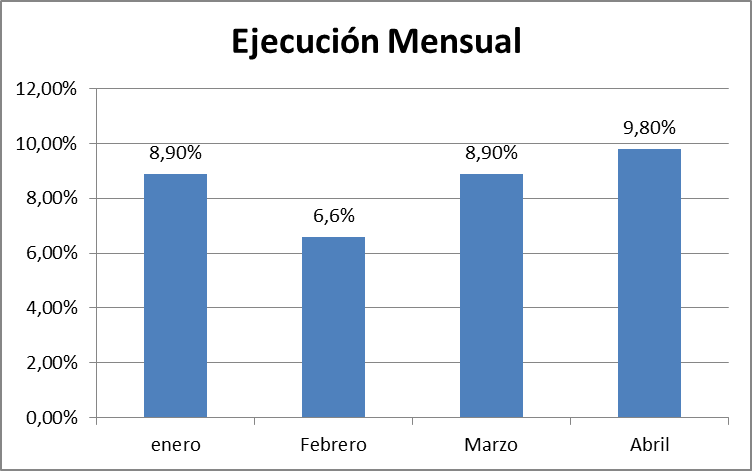 Ejecución Mensual
12,00%
10,00%
8,00%
6,00%
4,00%
2,00%
0,00%
8,90%
6,6%
8,90%
9,80%
enero
Febrero
Marzo
Abril